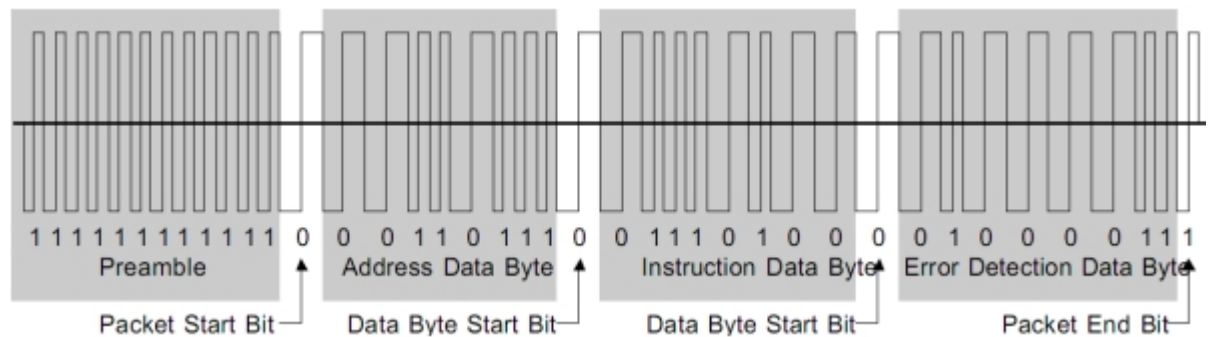 1 1 1 1 1 1 1 1 1 1 1 1 0 0 0 1 1 0 1 1 1 0 0 1 1 1 0 1 0 0 0 0 1 0 0 0 0 1 1 1
Preamble Address Data Byte Instruction Data Byte Error Detection Data Byte
Packet Start Bit Data Byte Start Bit Data Byte Start Bit Packet End Bit